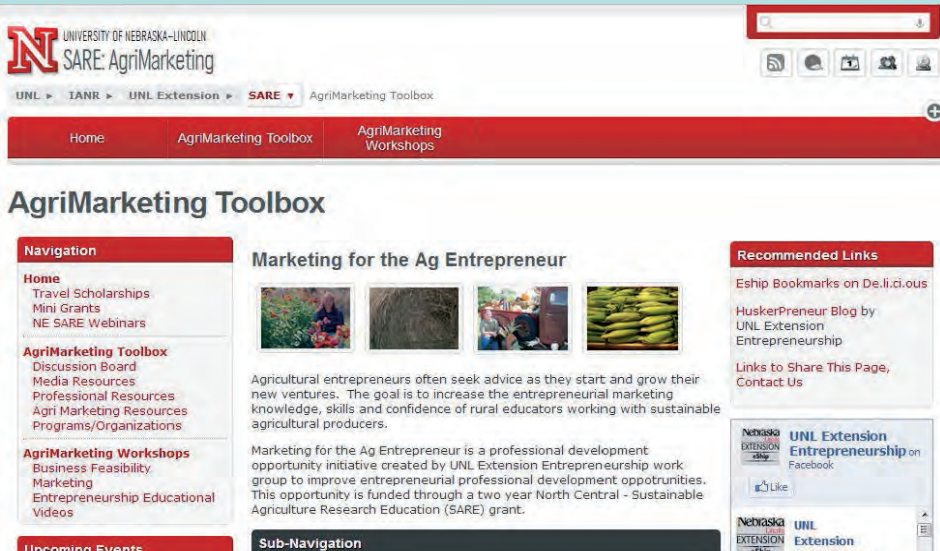 N
UNIVERSITY OF NEBRASKA–LINCOLN
SARE: AgriMarketing
UNL ► IANR ► UNL Extension ► SARE ▼ AgriMarketing Toolbox
Home
AgriMarketing Toolbox
AgriMarketing
Workshops
AgriMarketing Toolbox
Navigation
Home
Travel Scholarships
Mini Grants
NE SARE Webinars
AgriMarketing Toolbox
Discussion Board
Media Resources
Professional Resources
Agri Marketing Resources
Programs/Organizations
AgriMarketing Workshops
Business Feasibility
Marketing
Entrepreneurship Educational
Videos
Upcoming Events
Marketing for the Ag Entrepreneur
Agricultural entrepreneurs often seek advice as they start and grow their
new ventures. The goal is to increase the entrepreneurial marketing
knowledge, skills and confidence of rural educators working with sustainable
agricultural producers.
Marketing for the Ag Entrepreneur is a professional development
opportunity initiative created by UNL Extension Entrepreneurship work
group to improve entrepreneurial professional development oppotrunities.
This opportunity is funded through a two year North Central - Sustainable
Agriculture Research Education (SARE) grant.
Sub-Navigation
Recommended Links
Eship Bookmarks on De.li.ci.ous
HuskerPreneur Blog by
UNL Extension
Entrepreneurship
Links to Share This Page,
Contact Us
Nebraska
EXTENSION
eShip
UNL Extension
Entrepreneurship on
Facebook
Like
Nebraska
EXTENSION
UNL
Extension